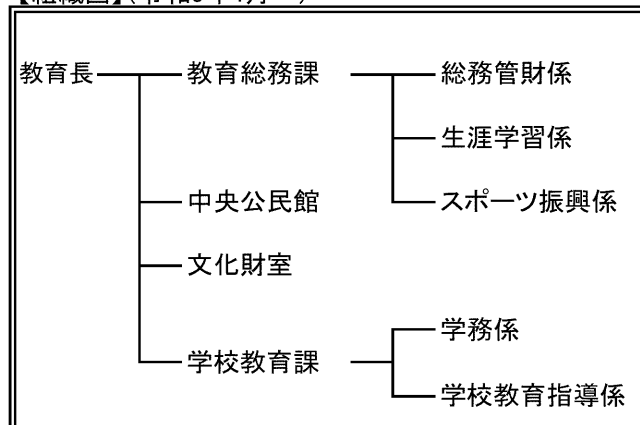 教育長 教育総務課 総務管財係
生涯学習係
中央公民館 スポーツ振興係
文化財室
学務係
学校教育課
学校教育指導係